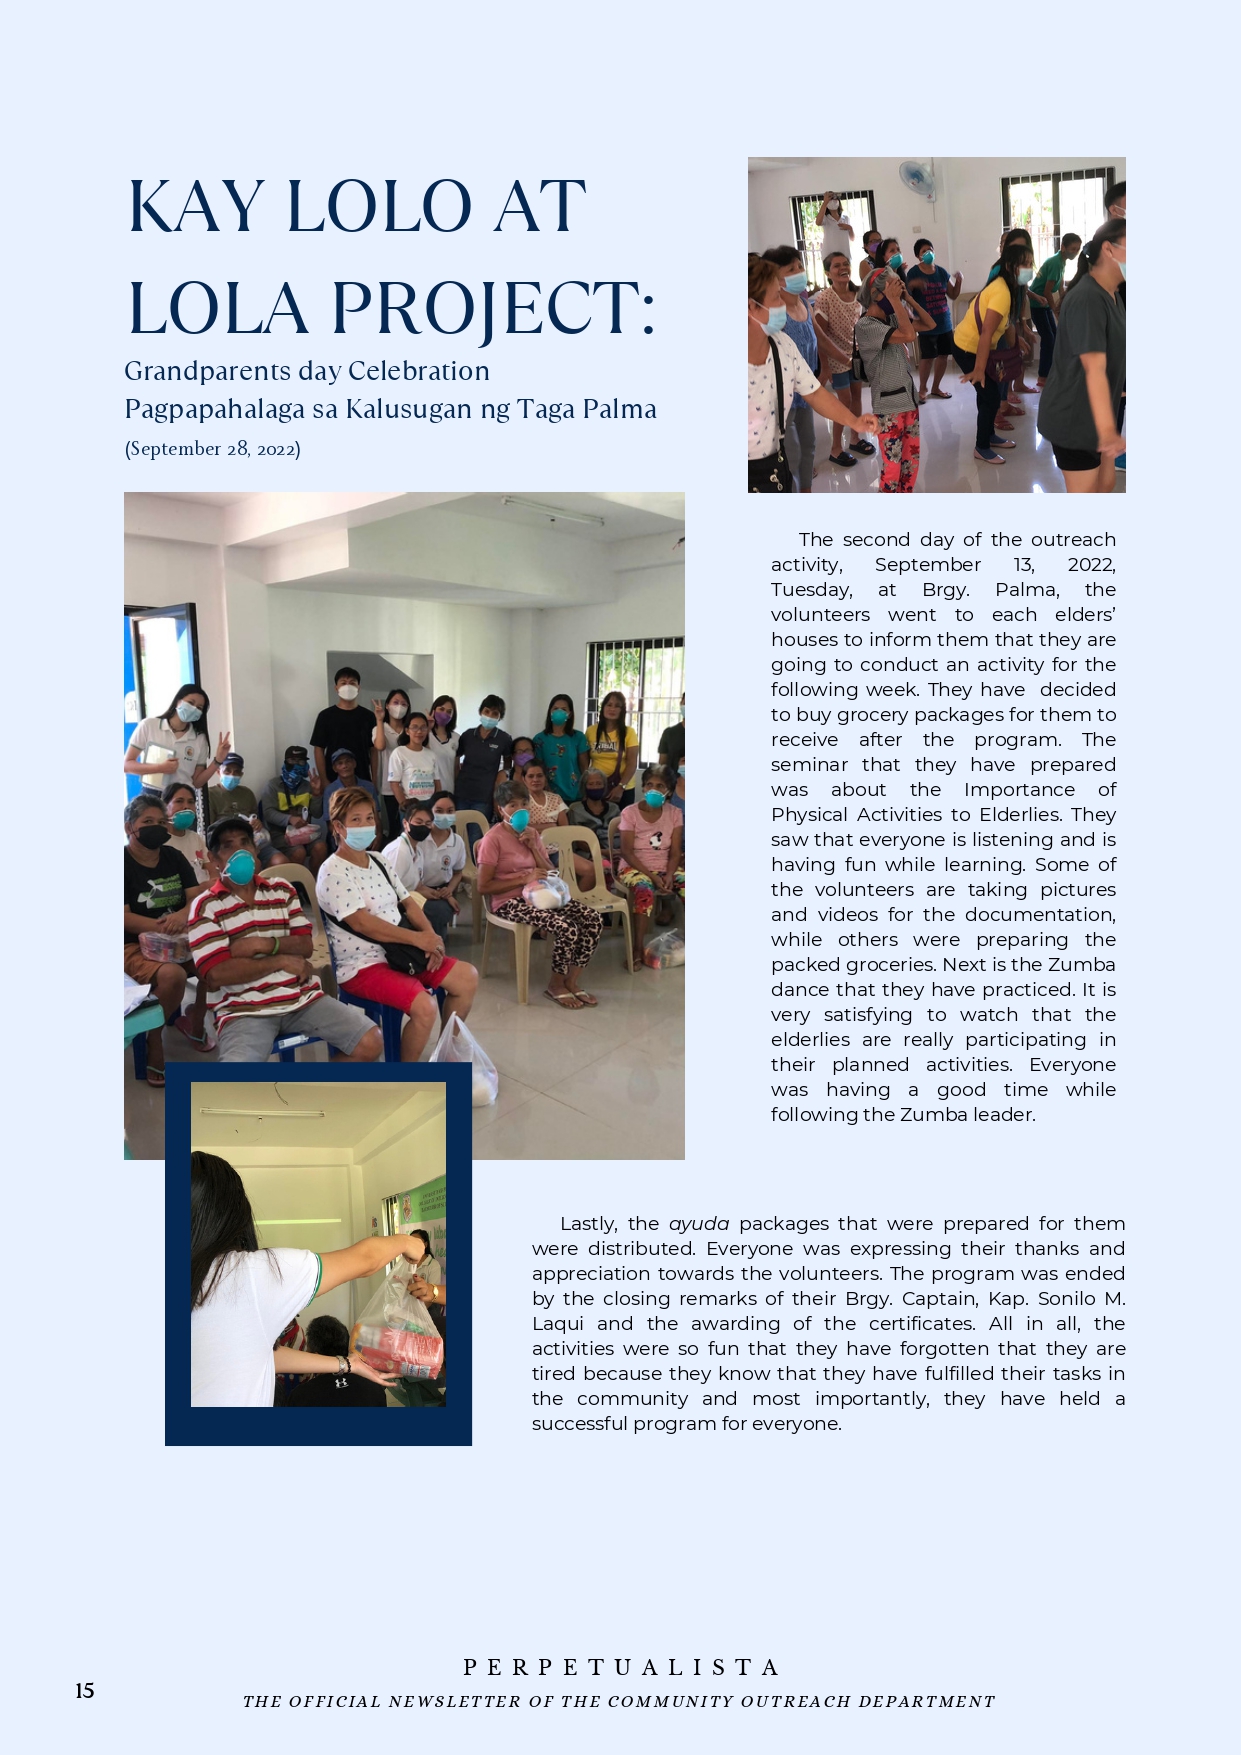 KAY LOLO AT
LOLA PROJECT:
Grandparents day Celebration
Pagpapahalaga sa Kalusugan ng Taga Palma
(September 28, 2022)
The second day of the outreach
activity, September 13, 2022,
Tuesday, at Brgy. Palma, the
volunteers went to each elders’
houses to inform them that they are
going to conduct an activity for the
following week. They have decided
to buy grocery packages for them to
receive after the program. The
seminar that they have prepared
was about the Importance of
Physical Activities to Elderlies. They
saw that everyone is listening and is
having fun while learning. Some of
the volunteers are taking pictures
and videos for the documentation,
while others were preparing the
packed groceries. Next is the Zumba
dance that they have practiced. It is
very satisfying to watch that the
elderlies are really participating in
their planned activities. Everyone
was having a good time while
following the Zumba leader.
Lastly, the ayuda packages that were prepared for them
were distributed. Everyone was expressing their thanks and
appreciation towards the volunteers. The program was ended
by the closing remarks of their Brgy. Captain, Kap. Sonilo M.
Laqui and the awarding of the certificates. All in all, the
activities were so fun that they have forgotten that they are
tired because they know that they have fulfilled their tasks in
the community and most importantly, they have held a
successful program for everyone.
PERPETUALISTA
15
THE OFFICIAL NEWSLETTER OF THE COMMUNITY OUTREACH DEPARTMENT